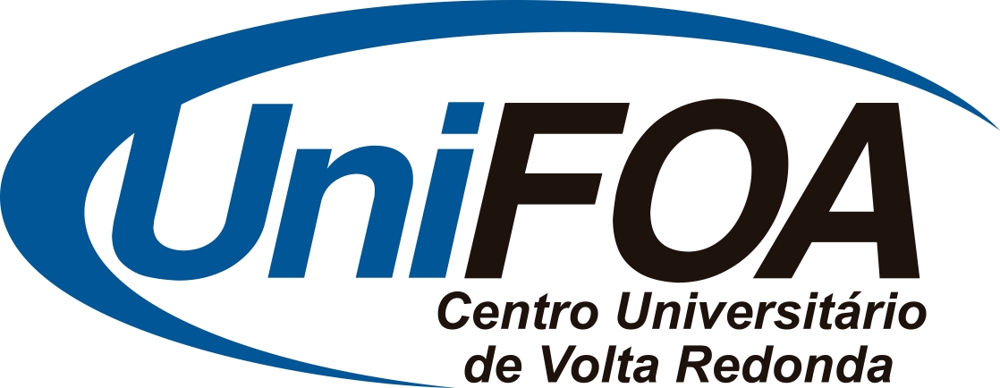 UniFOA
Centro Universitário
de Volta Redonda